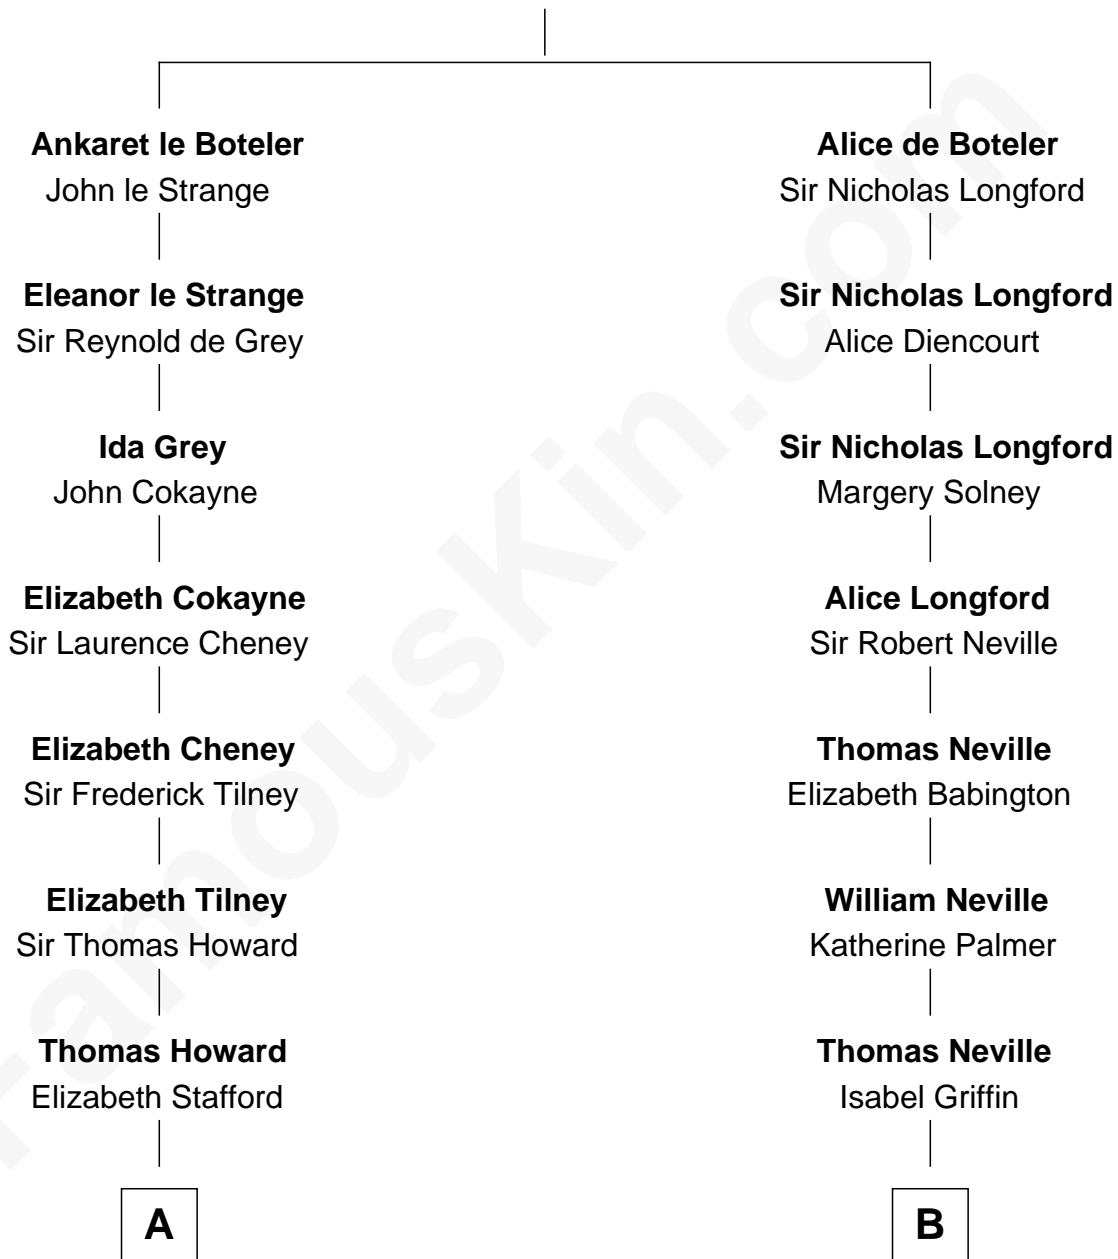 Ankaret le Boteler
John le Strange
Eleanor le Strange
Sir Reynold de Grey
Ida Grey
John Cokayne
Elizabeth Cokayne
Sir Laurence Cheney
Elizabeth Cheney
Sir Frederick Tilney
Elizabeth Tilney
Sir Thomas Howard
Thomas Howard
Elizabeth Stafford
A
Alice de Boteler
Sir Nicholas Longford
Sir Nicholas Longford
Alice Diencourt
Sir Nicholas Longford
Margery Solney
Alice Longford
Sir Robert Neville
Thomas Neville
Elizabeth Babington
William Neville
Katherine Palmer
Thomas Neville
Isabel Griffin
B
FamousKin.com